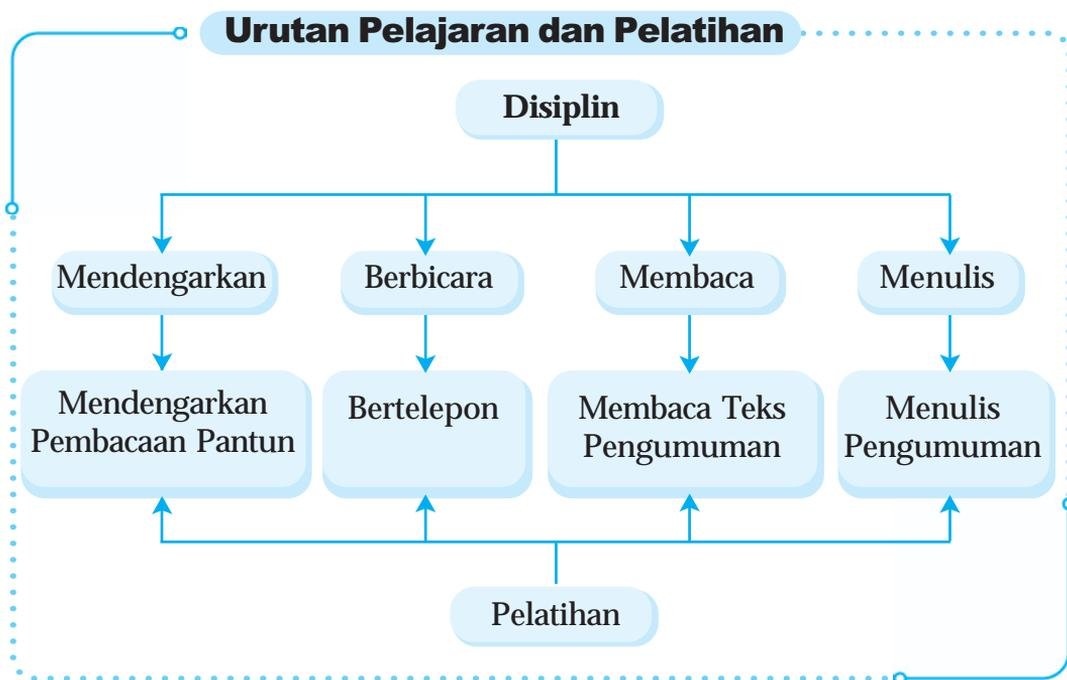 Urutan Pelajaran dan Pelatihan
Disiplin
Mendengarkan
Berbicara
Membaca
Menulis
Mendengarkan
Pembacaan Pantun
Bertelepon
Membaca Teks
Pengumuman
Menulis
Pengumuman
Pelatihan